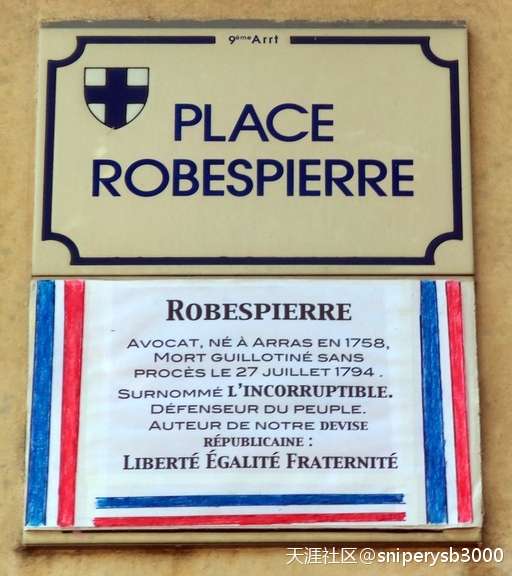 9ème Arrt
PLACE
ROBESPIERRE
ROBESPIERRE
AVOCAT, NÉ À ARRAS EN 1758,
MORT GUILLOTINÉ SANS
PROCÈS LE 27 JUILLET 1794 .
SURNOMMÉ L'INCORRUPTIBLE.
DÉFENSEUR DU PEUPLE.
AUTEUR DE NOTRE DEVISE
RÉPUBLICAINE :
LIBERTÉ ÉGALITÉ FRATERNITÉ
天涯社区@sniperysb3000